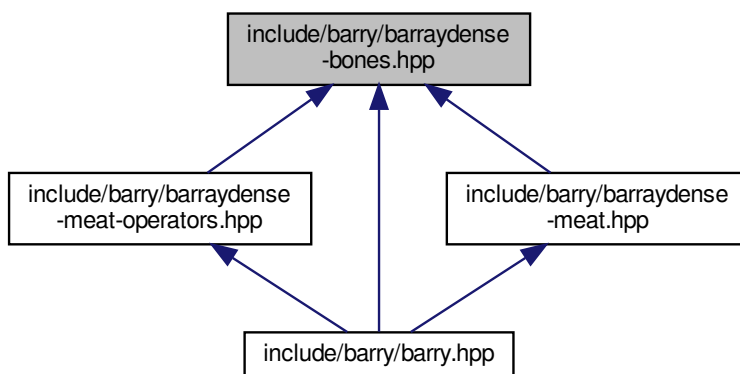 include/barry/barraydense
-bones.hpp
include/barry/barraydense
-meat-operators.hpp
include/barry/barraydense
-meat.hpp
include/barry/barry.hpp